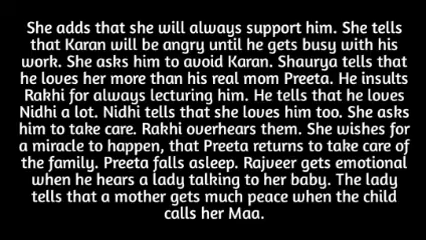 She adds that she will always support him. She tells
that Karan will be angry until he gets busy with his
work. She asks him to avoid Karan. Shaurya tells that
he loves her more than his real mom Preeta. He insults
Rakhi for always lecturing him. He tells that he loves
Nidhi a lot. Nidhi tells that she loves him too. She asks
him to take care. Rakhi overhears them. She wishes for
a miracle to happen, that Preeta returns to take care of
the family. Preeta falls asleep. Rajveer gets emotional
when he hears a lady talking to her baby. The lady
tells that a mother gets much peace when the child
calls her Maa.